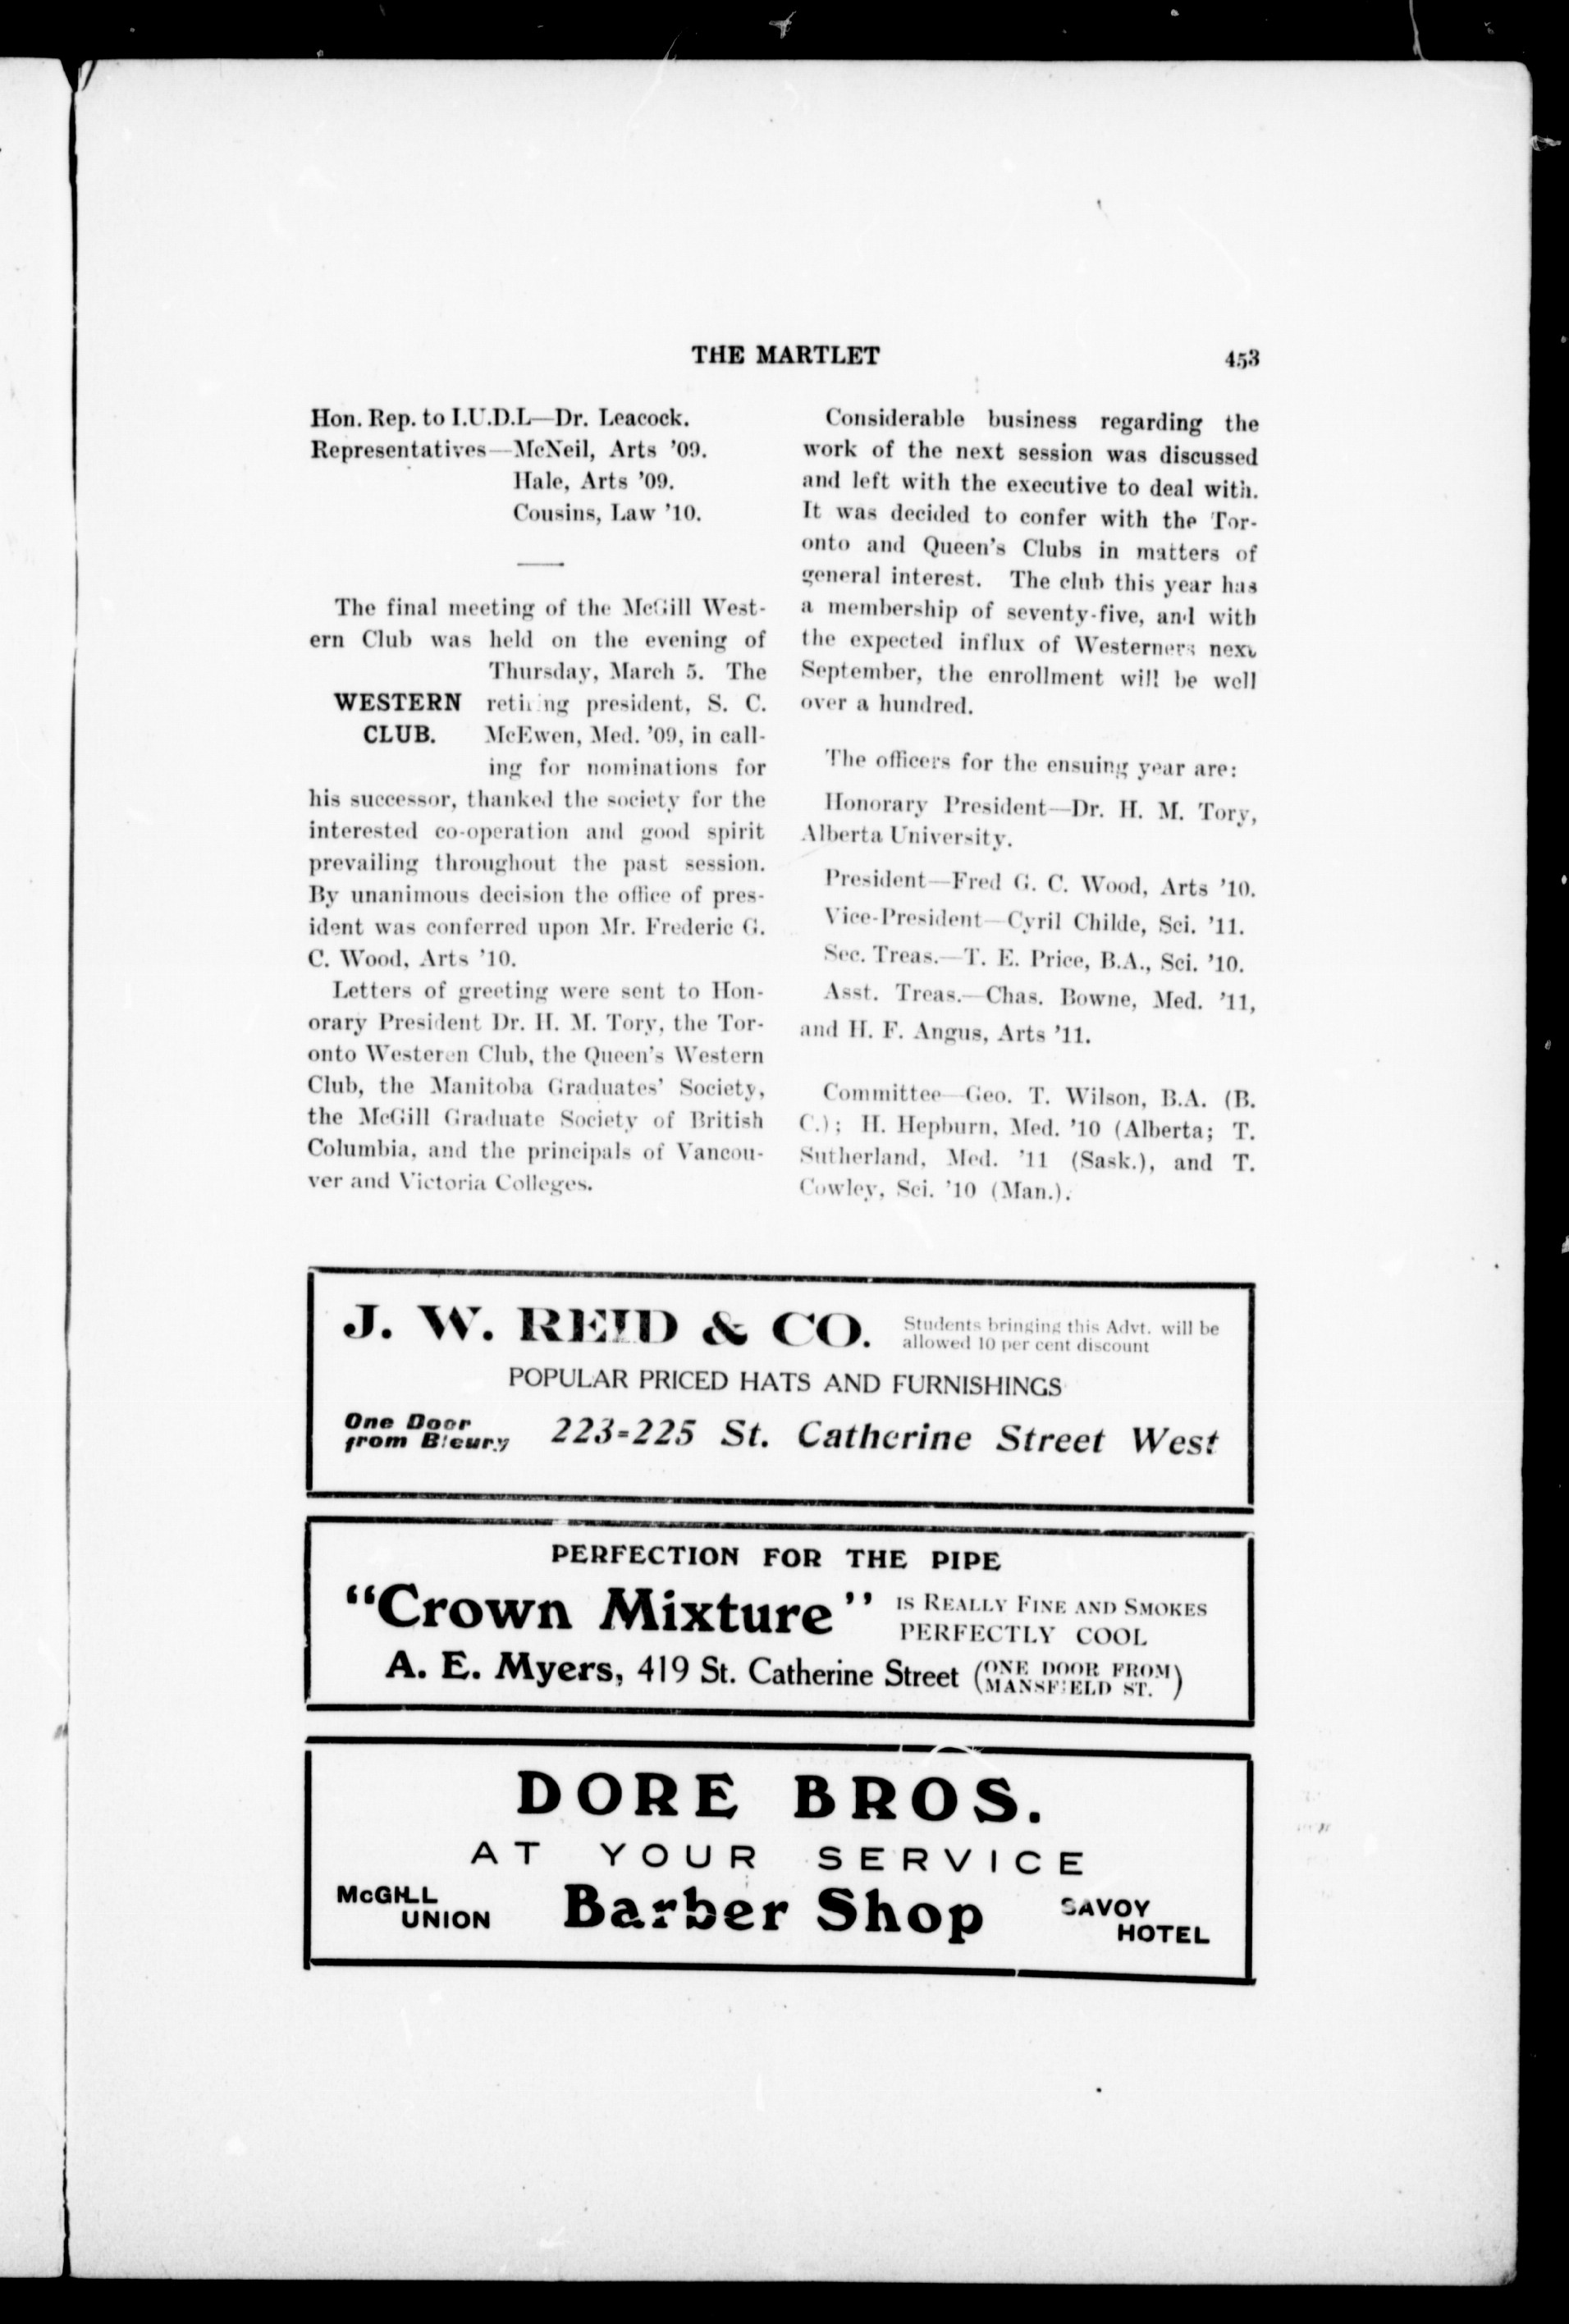 THE MARTLET 453
Hon. Rep. to I.U.D.L—Dr. Leacock.
Representatives—McNeil, Arts '09.
Hale, Arts '09.
Cousins, Law '10.
The final meeting of the McGill West-
ern Club was held on the evening of
Thursday, March 5. The
WESTERN
CLUB.
retiring president, S. C.
McEwen, Med. '09, in call-
ing for nominations for
his successor, thanked the society for the
interested co-operation and good spirit
prevailing throughout the past session.
By unanimous decision the office of pres-
ident was conferred upon Mr. Frederic G.
C. Wood, Arts '10.
Letters of greeting were sent to Hon-
orary President Dr. H. M. Tory, the Tor-
onto Westeren Club, the Queen's Western
Club, the Manitoba Graduates' Society,
the McGill Graduate Society of British
Columbia, and the principals of Vancou-
ver and Victoria Colleges.
Considerable business regarding the
work of the next session was discussed
and left with the executive to deal with.
It was decided to confer with the Tor-
onto and Queen's Clubs in matters of
general interest. The club this year has
a membership of seventy-five, and with
the expected influx of Westerners next
September, the enrollment will be well
over a hundred.
The officers for the ensuing year are:
Honorary President—Dr. H. M. Tory,
Alberta University.
President—Fred G. C. Wood, Arts '10.
Vice-President—Cyril Childe, Sci. '11.
Sec. Treas.—T. E. Price, B.A., Sci. '10.
Asst. Treas.—Chas. Bowne, Med. '11,
and H. F. Angus, Arts '11.
Committee—Geo. T. Wilson, B.A. (B.
C.); H. Hepburn, Med. '10 (Alberta; T.
Sutherland, Med. '11 (Sask.), and T.
Cowley, Sci. '10 (Man.).
J. W. REID & CO.
Students bringing this Advt. will be
allowed 10 per cent discount
POPULAR PRICED HATS AND FURNISHINGS
One Door
from Bleury
223-225 St. Catherine Street West
PERFECTION FOR THE PIPE
"Crown Mixture"
IS REALLY FINE AND SMOKES
PERFECTLY COOL
A. E. Myers, 419 St. Catherine Street (ONE DOOR FROM
MANSFIELD ST.)
DORE BROS.
AT YOUR SERVICE
McGILL
UNION
Barber Shop
SAVOY
HOTEL